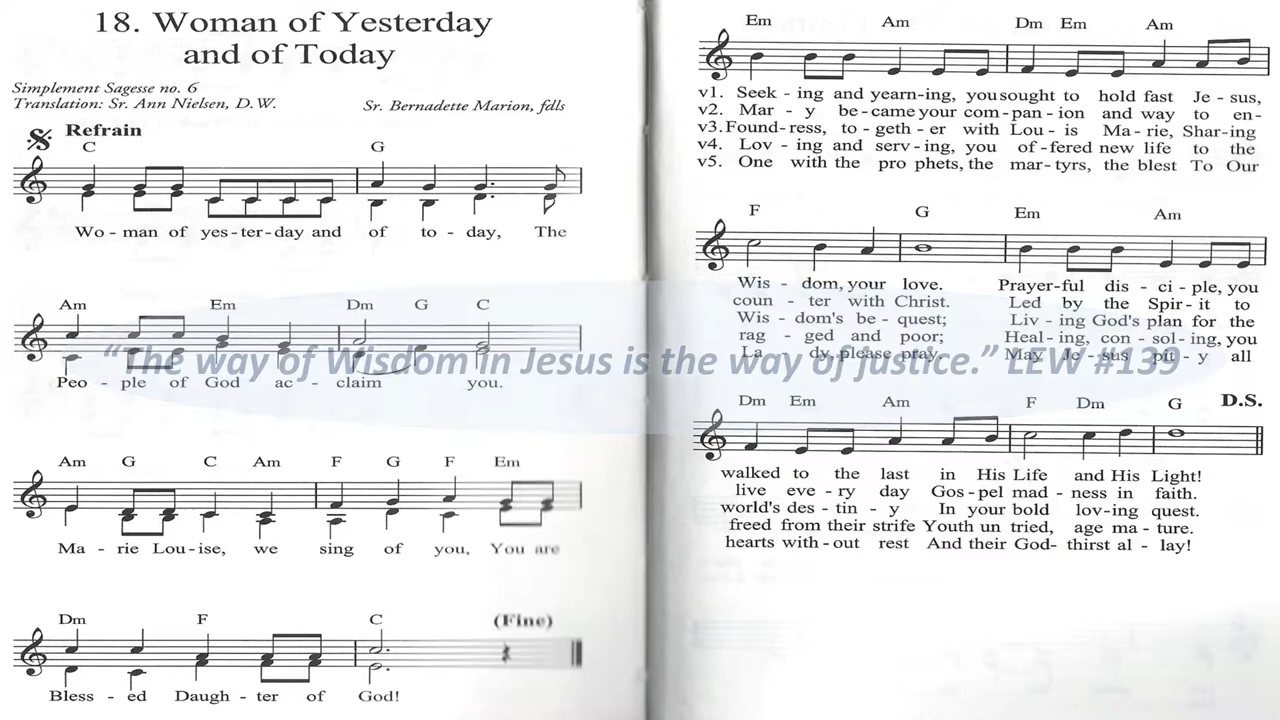 18. Woman of Yesterday
and of Today
Simplement Sagesse no. 6
Translation: Sr. Ann Nielsen, D.W.
Sr. Bernadette Marion, fdls
Refrain
C G
Wo - man of yes - ter - day and of to - day, The
Am Em Dm G C
Peo - ple of God ac - claim you.
Am G C Am F G F Em
Ma - rie Lou - ise, we sing of you, You are
(Fine)
Dm F C
Bless - ed Daugh - ter of God!
Em Am Dm Em Am
v1. Seek - ing and yearn - ing, you sought to hold fast Je - sus,
v2. Mar - y be - came your com - pan - ion and way to en-
v3. Found - ress, to - geth - er with Lou - is Ma - rie, Sharing
v4. Lov - ing and serv - ing, you of - fered new life to the
v5. One with the pro phets, the mar - tyrs, the blest To Our
F G Em Am
Wis - dom, your love. Prayer - ful dis - ci - ple, you
coun - ter with Christ. Led by the Spir - it to
Wis - dom's be - quest; Liv - ing God's plan for the
rag - ged and poor; Heal - ing, con - sol - ing, you
La - dy, please pray. May Je - sus pit - y all
"The way of Wisdom in Jesus is the way of justice." LEW #139
Dm Em Am F Dm G D.S.
walked to the last in His Life and His Light!
live eve - ry day Gos - pel mad - ness in faith.
world's des - tin - y In your bold lov - ing quest.
freed from their strife Youth un tried, age ma - ture.
hearts with - out rest And their God - thirst al - lay!